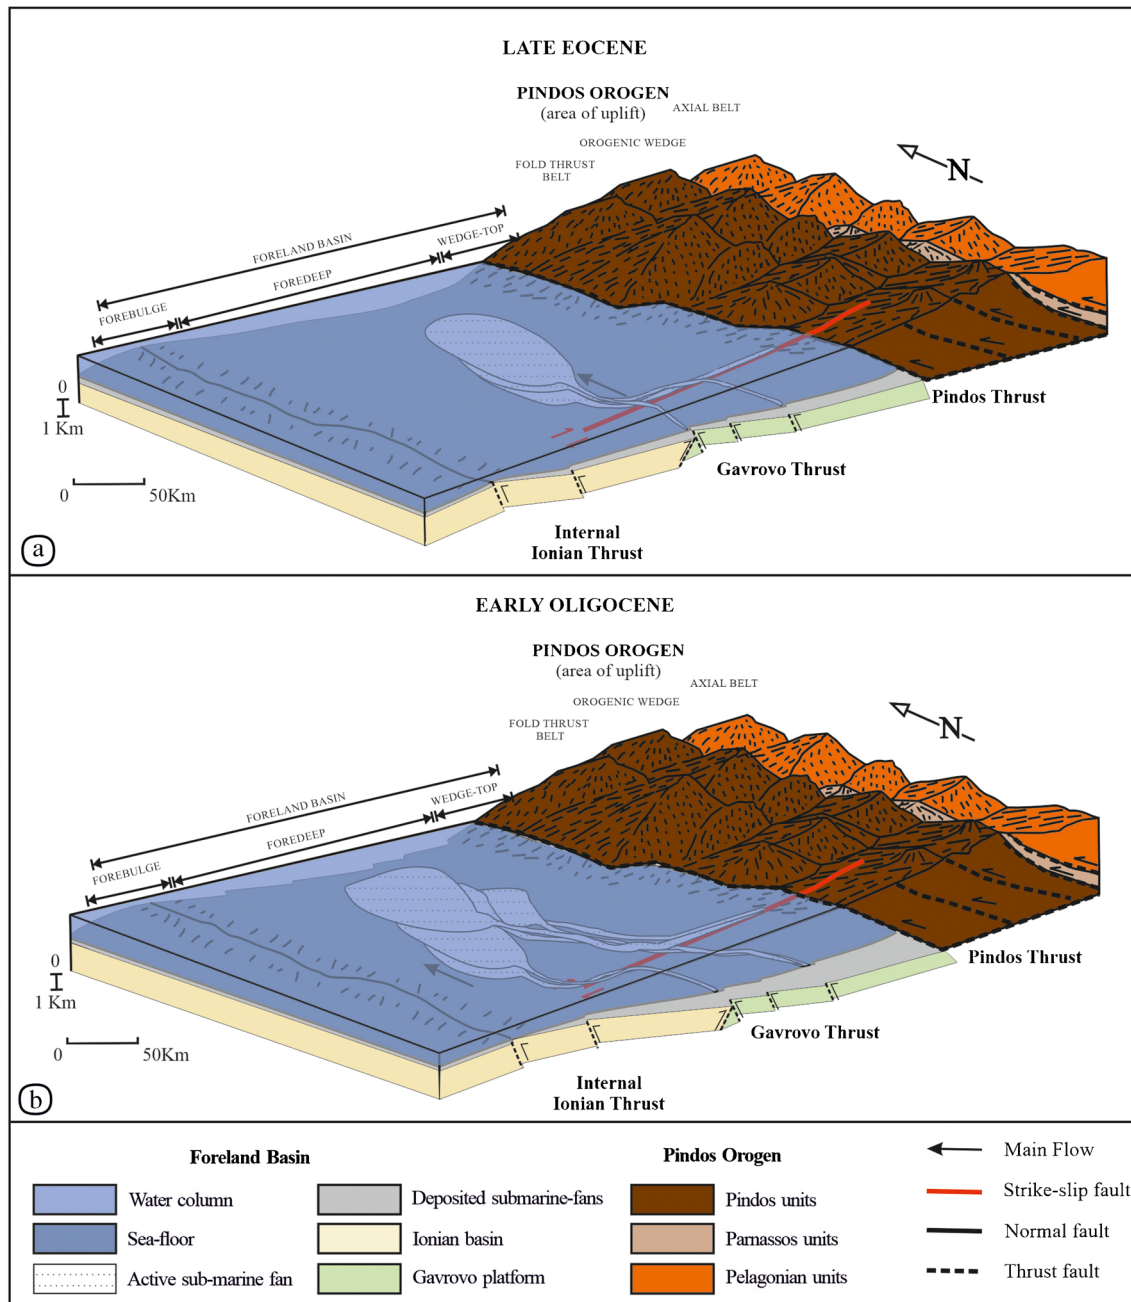 LATE EOCENE
PINDOS OROGEN
(area of uplift)
AXIAL BELT
OROGENIC WEDGE
FOLD THRUST
BELT
N
FORELAND BASIN
WEDGE-TOP
FOREDEEP
FOREBULGE
0
1 Km
0 50Km
Pindos Thrust
Gavrovo Thrust
Internal
Ionian Thrust
a
EARLY OLIGOCENE
PINDOS OROGEN
(area of uplift)
AXIAL BELT
OROGENIC WEDGE
FOLD THRUST
BELT
N
FORELAND BASIN
WEDGE-TOP
FOREDEEP
FOREBULGE
0
1 Km
0 50Km
Pindos Thrust
Gavrovo Thrust
Internal
Ionian Thrust
b
Foreland Basin
Water column
Sea-floor
Active sub-marine fan
Deposited submarine-fans
Ionian basin
Gavrovo platform
Pindos Orogen
Pindos units
Parnassos units
Pelagonian units
Main Flow
Strike-slip fault
Normal fault
Thrust fault